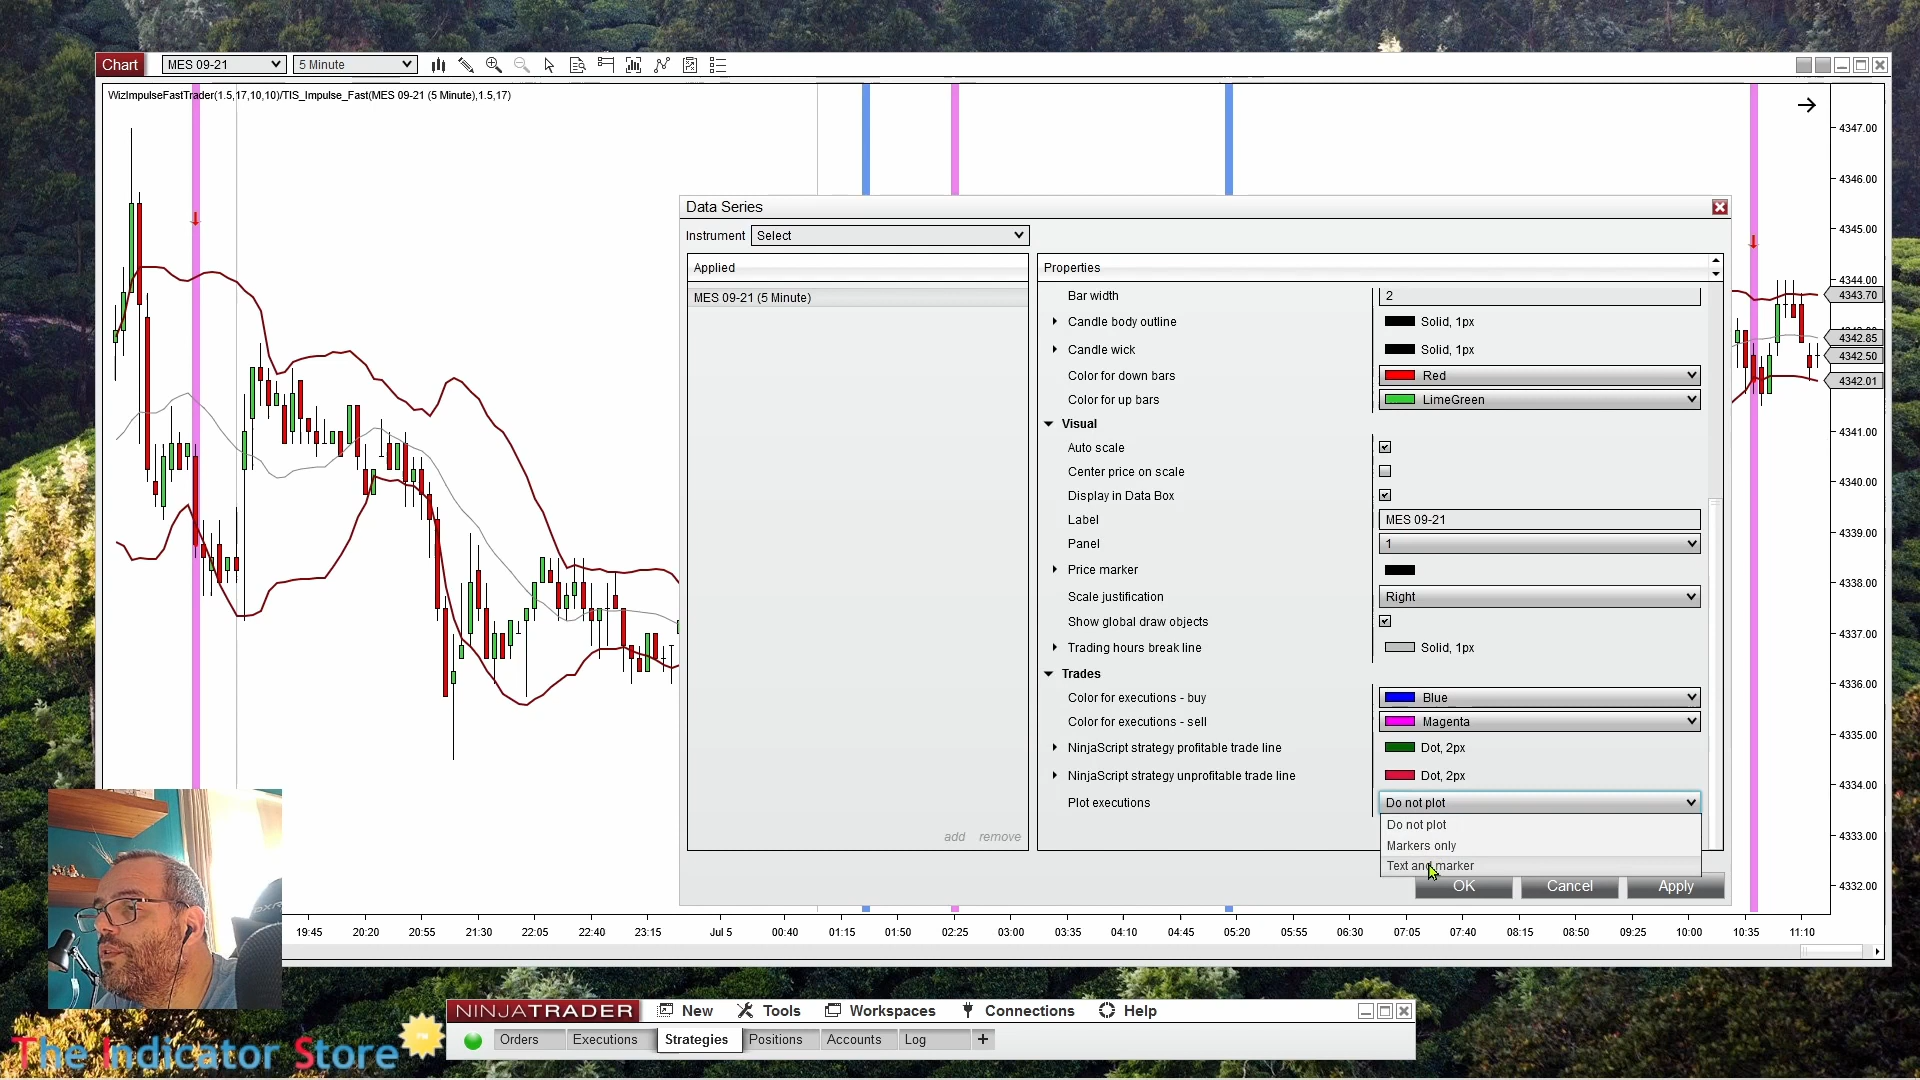 Chart
MES 09-21
5 Minute
WizImpulseFastTrader(1.5,17,10,10)/TIS_Impulse_Fast(MES 09-21 (5 Minute),1.5,17)
4347.00
4346.00
4345.00
4344.00
4343.70
4342.85
4342.50
4342.01
4341.00
4340.00
4339.00
4338.00
4337.00
4336.00
4335.00
4334.00
4333.00
4332.00
Data Series
Instrument
Select
Applied
MES 09-21 (5 Minute)
add remove
Properties
Bar width 2
Candle body outline Solid, 1px
Candle wick Solid, 1px
Color for down bars Red
Color for up bars LimeGreen
Visual
Auto scale
Center price on scale
Display in Data Box
Label MES 09-21
Panel 1
Price marker
Scale justification Right
Show global draw objects
Trading hours break line Solid, 1px
Trades
Color for executions - buy Blue
Color for executions - sell Magenta
NinjaScript strategy profitable trade line Dot, 2px
NinjaScript strategy unprofitable trade line Dot, 2px
Plot executions Do not plot
Do not plot
Markers only
Text and marker
OK Cancel Apply
19:45 20:20 20:55 21:30 22:05 22:40 23:15 Jul 5 00:40 01:15 01:50 02:25 03:00 03:35 04:10 04:45 05:20 05:55 06:30 07:05 07:40 08:15 08:50 09:25 10:00 10:35 11:10
NINJATRADER New Tools Workspaces Connections Help
Orders Executions Strategies Positions Accounts Log +
The Indicator Store